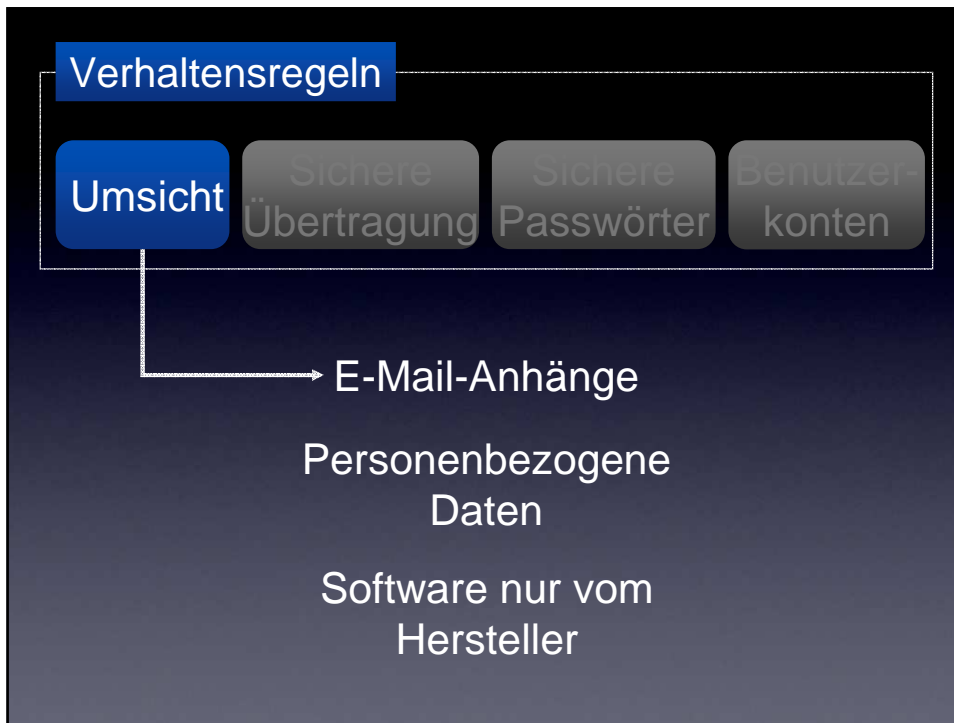 Verhaltensregeln
Umsicht
Sichere
Übertragung
Sichere
Passwörter
Benutzer-
konten
E-Mail-Anhänge
Personenbezogene
Daten
Software nur vom
Hersteller